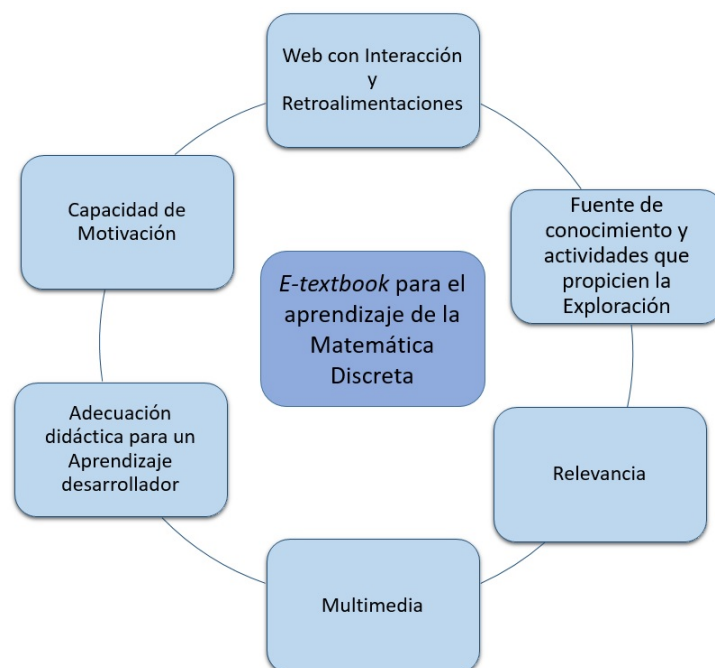 Web con Interacción
y
Retroalimentaciones
Capacidad de
Motivación
Fuente de
conocimiento y
actividades que
propicien la
Exploración
E-textbook para el
aprendizaje de la
Matemática
Discreta
Adecuación
didáctica para un
Aprendizaje
desarrollador
Relevancia
Multimedia